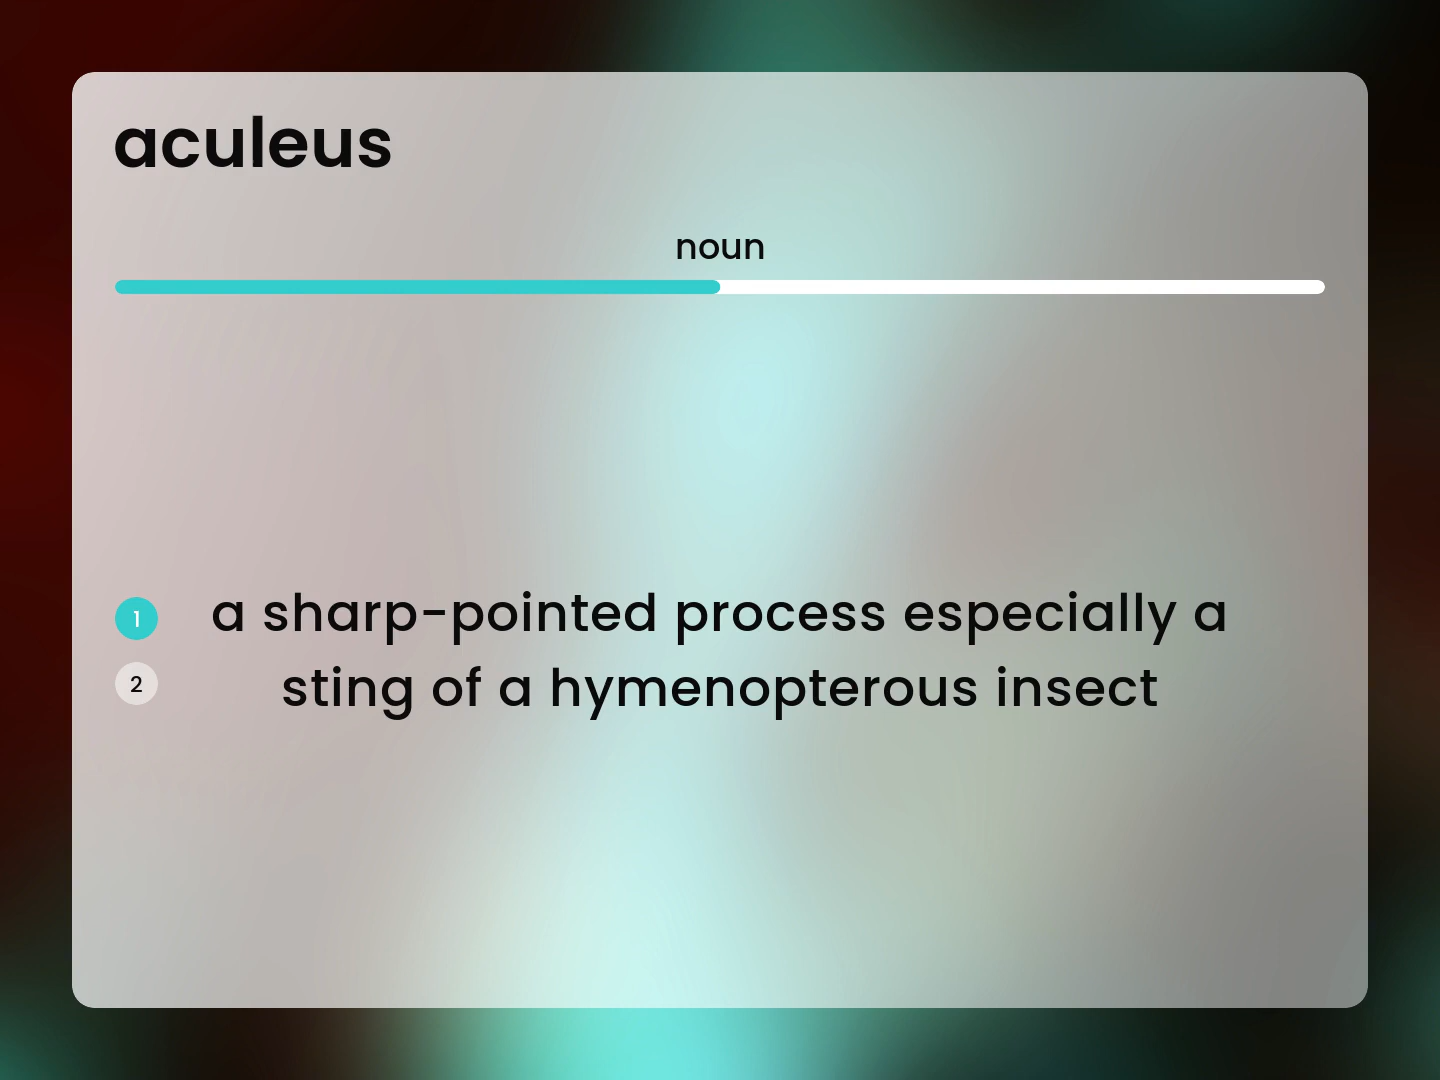 aculeus
noun
1 a sharp-pointed process especially a
2 sting of a hymenopterous insect